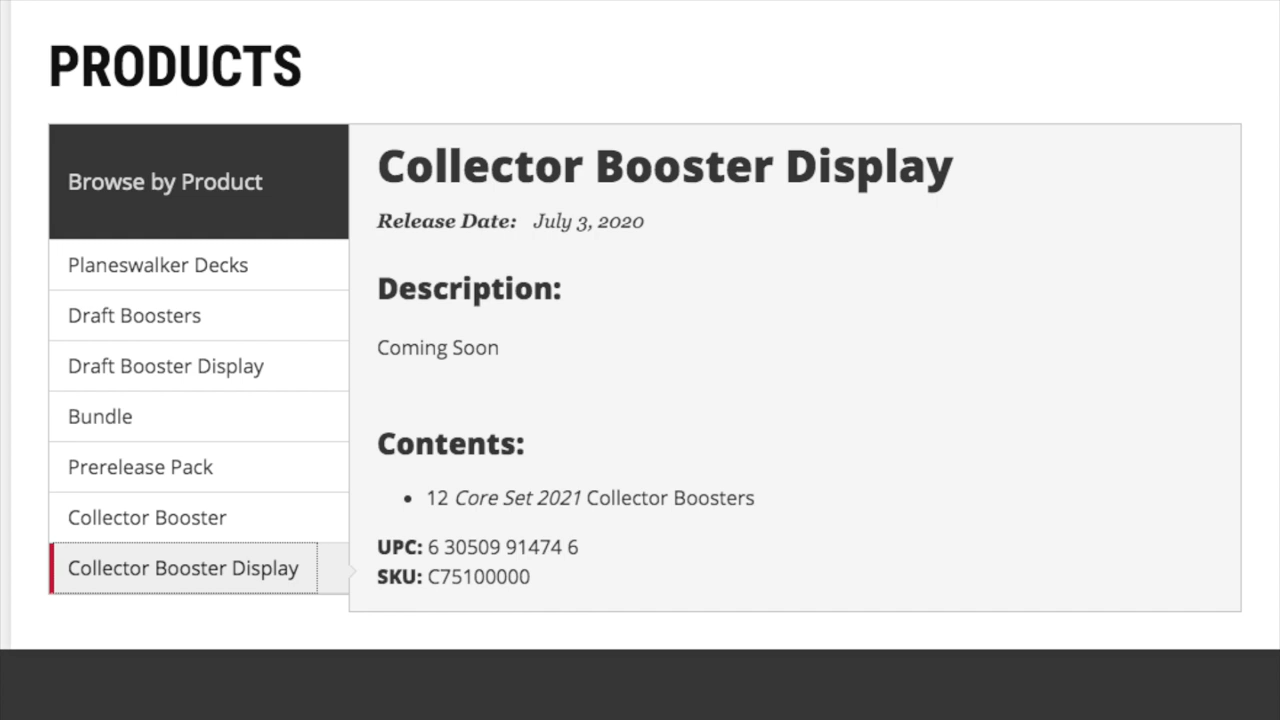 PRODUCTS
Browse by Product
Planeswalker Decks
Draft Boosters
Draft Booster Display
Bundle
Prerelease Pack
Collector Booster
Collector Booster Display
Collector Booster Display
Release Date: July 3, 2020
Description:
Coming Soon
Contents:
• 12 Core Set 2021 Collector Boosters
UPC: 6 30509 91474 6
SKU: C75100000